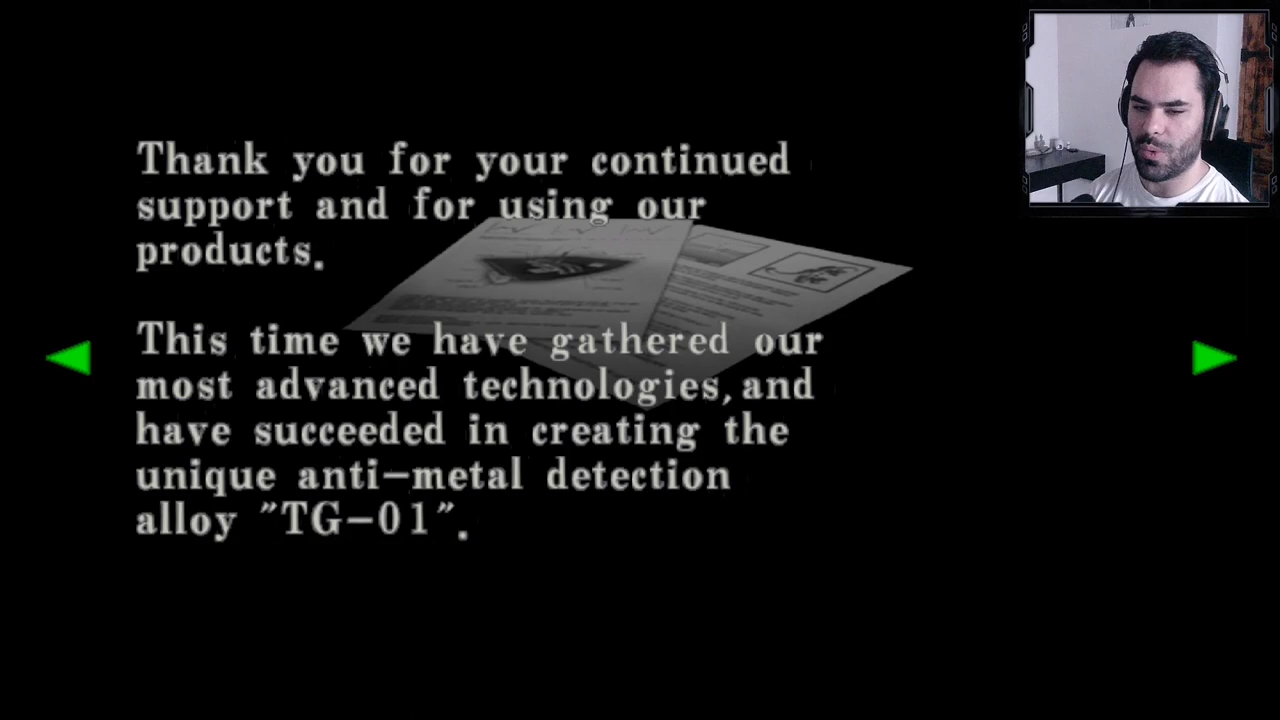 Thank you for your continued
support and for using our
products.
This time we have gathered our
most advanced technologies, and
have succeeded in creating the
unique anti-metal detection
alloy "TG-01".